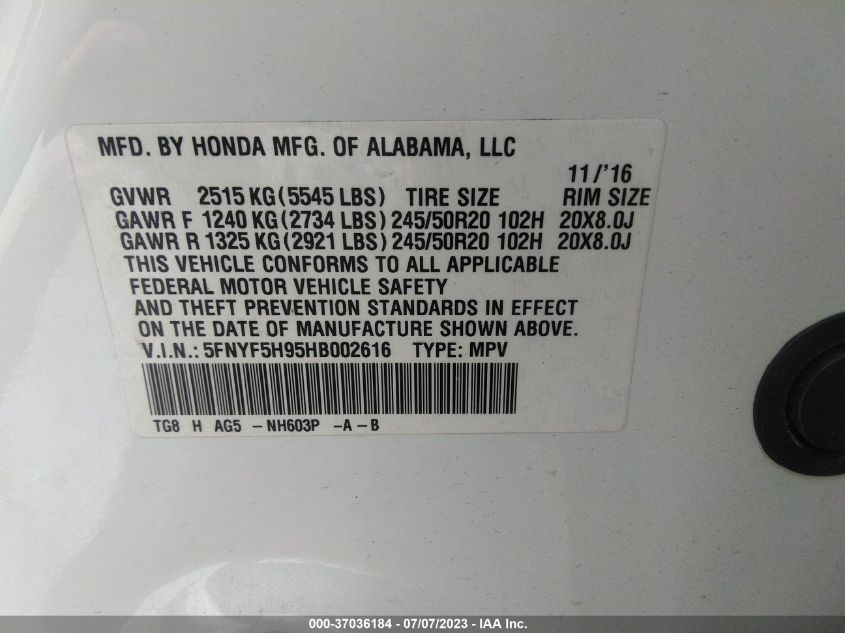 MFD. BY HONDA MFG. OF ALABAMA, LLC
11/'16
GVWR 2515 KG (5545 LBS) TIRE SIZE RIM SIZE
GAWR F 1240 KG (2734 LBS) 245/50R20 102H 20X8.0J
GAWR R 1325 KG (2921 LBS) 245/50R20 102H 20X8.0J
THIS VEHICLE CONFORMS TO ALL APPLICABLE
FEDERAL MOTOR VEHICLE SAFETY
AND THEFT PREVENTION STANDARDS IN EFFECT
ON THE DATE OF MANUFACTURE SHOWN ABOVE.
V.I.N.: 5FNYF5H95HB002616 TYPE: MPV
TG8 H AG5 -NH603P -A-B
000-37036184 - 07/07/2023 - IAA Inc.